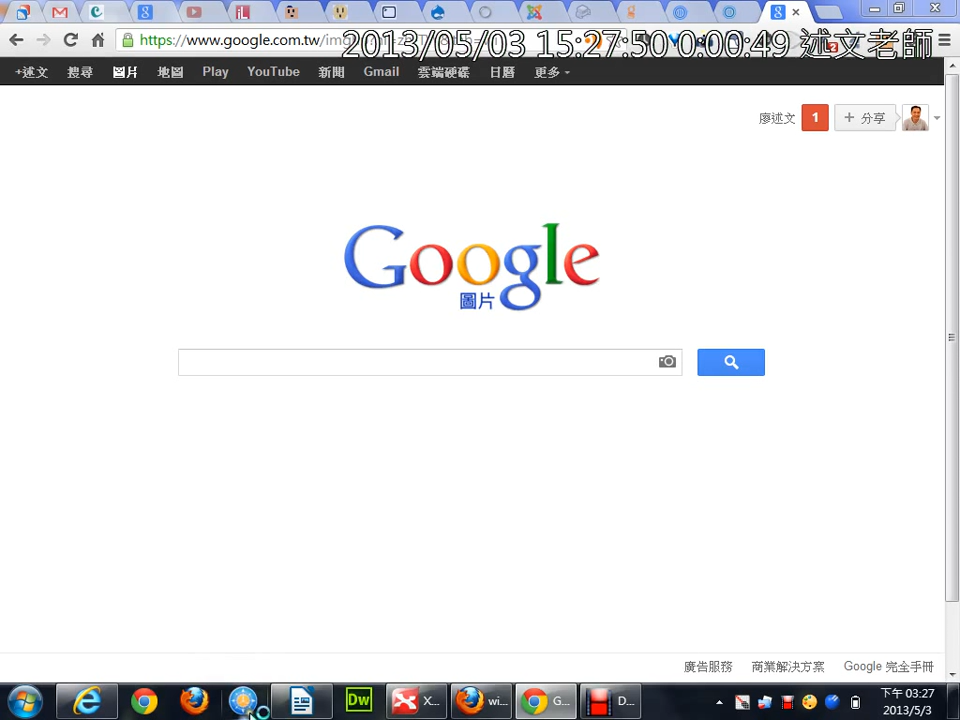 https://www.google.com.tw/im
2013/05/03 15:27:50 0:00:49 述文老師
+述文 搜尋 圖片 地圖 Play YouTube 新聞 Gmail 雲端硬碟 日曆 更多
廖述文 1 + 分享
Google
圖片
廣告服務 商業解決方案 Google 完全手冊
Dw X... wi... G... D...
下午 03:27
2013/5/3